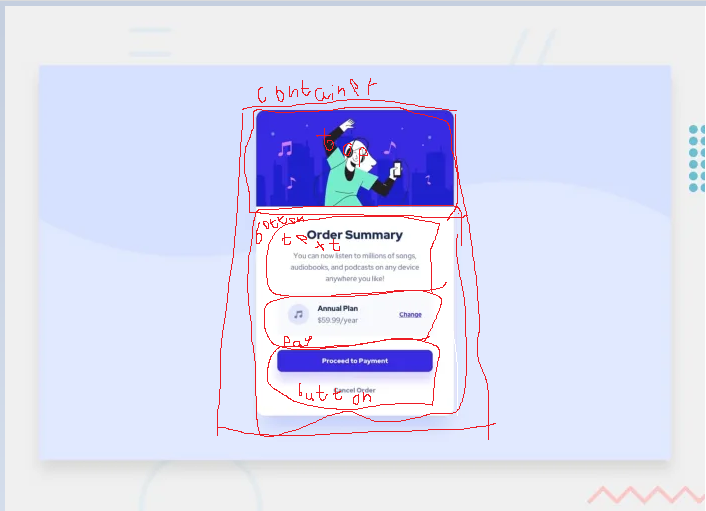 container
top
bottom
Order Summary
text
You can now listen to millions of songs,
audiobooks, and podcasts on any device
anywhere you like!
Annual Plan
$59.99/year
Change
pay
Proceed to Payment
Cancel Order
button